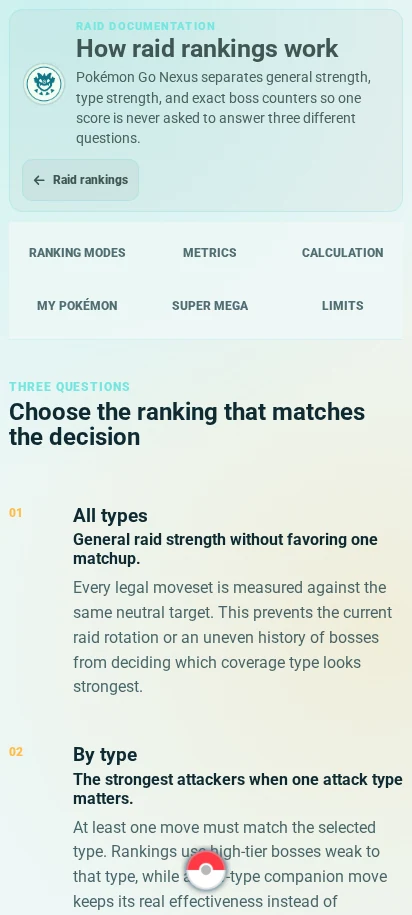 RAID DOCUMENTATION
How raid rankings work
Pokémon Go Nexus separates general strength,
type strength, and exact boss counters so one
score is never asked to answer three different
questions.
← Raid rankings
RANKING MODES METRICS CALCULATION
MY POKÉMON SUPER MEGA LIMITS
THREE QUESTIONS
Choose the ranking that matches
the decision
01
All types
General raid strength without favoring one
matchup.
Every legal moveset is measured against the
same neutral target. This prevents the current
raid rotation or an uneven history of bosses
from deciding which coverage type looks
strongest.
02
By type
The strongest attackers when one attack type
matters.
At least one move must match the selected
type. Rankings use high-tier bosses weak to
that type, while -type companion move
keeps its real effectiveness instead of